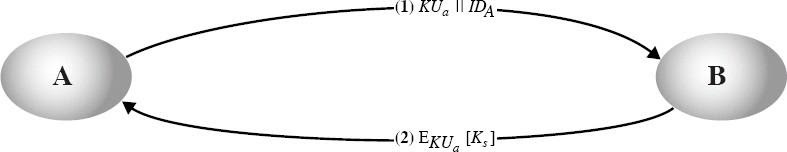 (1) KUa || IDA
A
B
(2) EKUa [Ks]